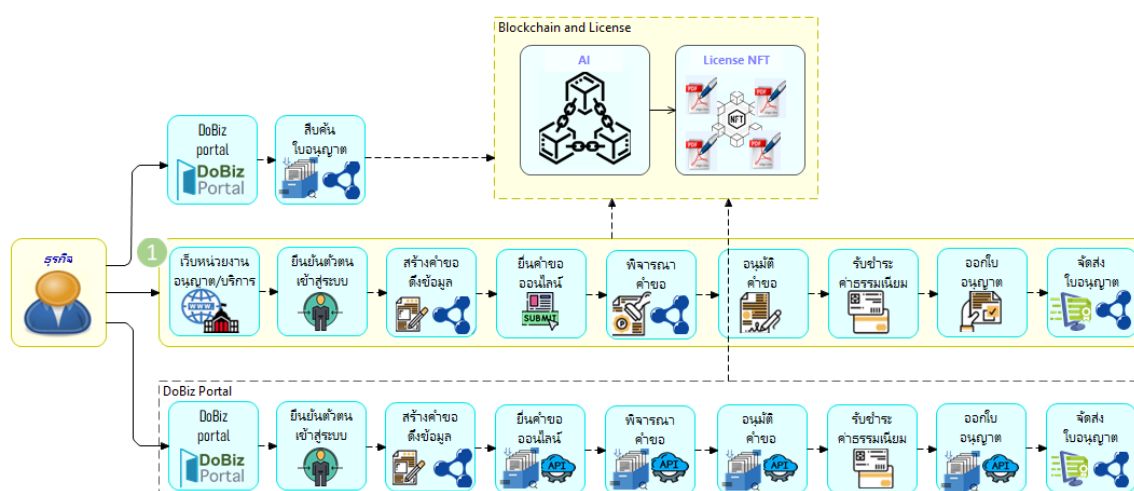 Blockchain and License
AI
License NFT
PDF
PDF
NFT
PDF
PDF
DoBiz
portal
DoBiz
Portal
สืบค้น
ใบอนุญาต
ธุรกิจ
1
เว็บหน่วยงาน
อนุญาต/บริการ
WWW
ยืนยันตัวตน
เข้าสู่ระบบ
สร้างคำขอ
ดึงข้อมูล
ยื่นคำขอ
ออนไลน์
SUBMIT
พิจารณา
คำขอ
อนุมัติ
คำขอ
รับชำระ
ค่าธรรมเนียม
ออกใบ
อนุญาต
จัดส่ง
ใบอนุญาต
DoBiz Portal
DoBiz
portal
DoBiz
Portal
ยืนยันตัวตน
เข้าสู่ระบบ
สร้างคำขอ
ดึงข้อมูล
ยื่นคำขอ
ออนไลน์
API
พิจารณา
คำขอ
API
อนุมัติ
คำขอ
API
รับชำระ
ค่าธรรมเนียม
ออกใบ
อนุญาต
API
จัดส่ง
ใบอนุญาต